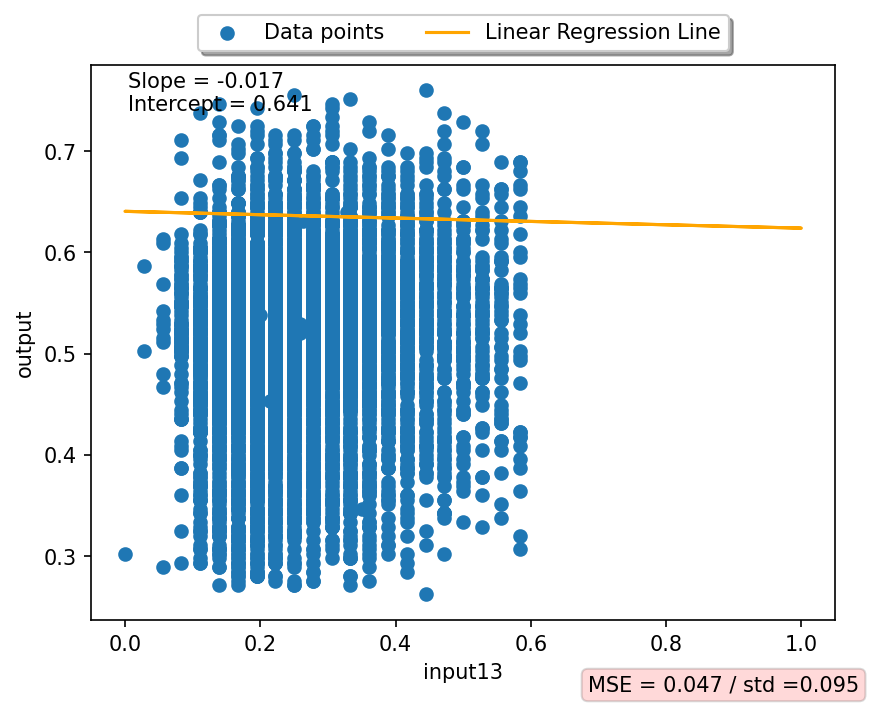 Data points
Linear Regression Line
Slope = -0.017
Intercept = 0.641
output
0.7
0.6
0.5
0.4
0.3
0.0
0.2
0.4
0.6
0.8
1.0
input13
MSE = 0.047 / std =0.095